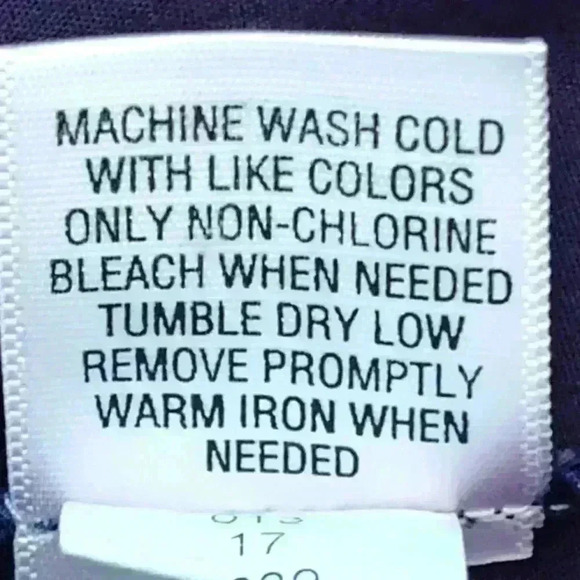 MACHINE WASH COLD
WITH LIKE COLORS
ONLY NON-CHLORINE
BLEACH WHEN NEEDED
TUMBLE DRY LOW
REMOVE PROMPTLY
WARM IRON WHEN
NEEDED
17